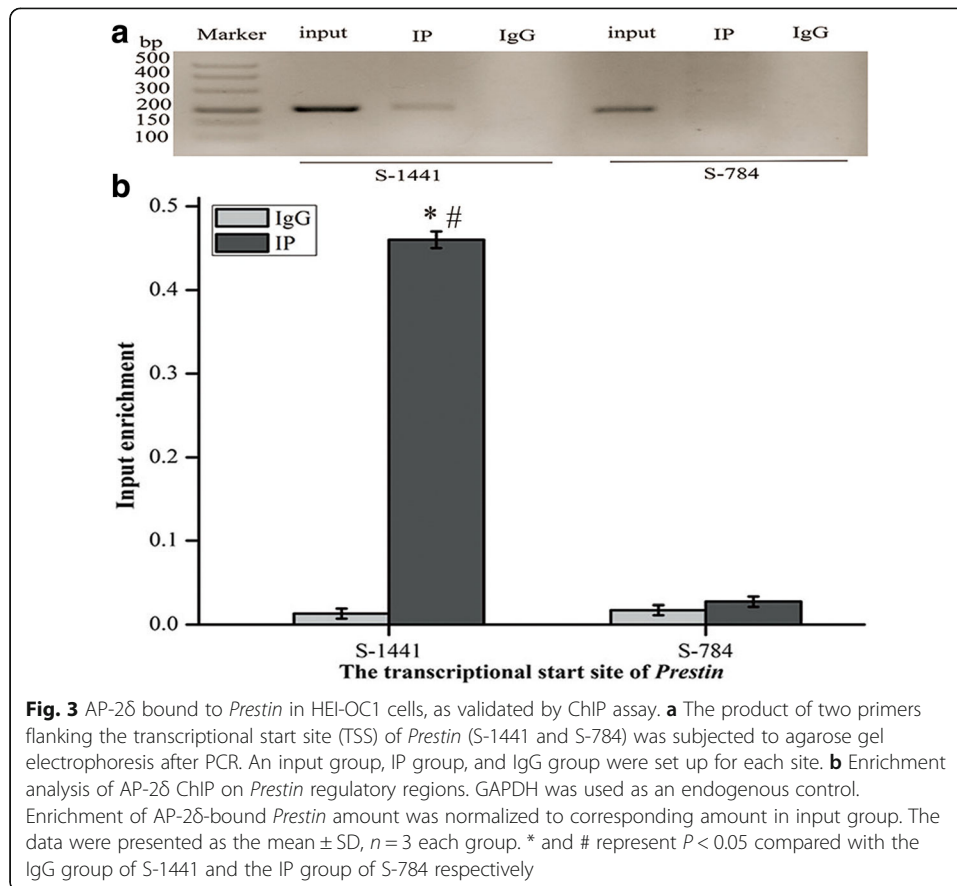 a
Marker input IP IgG input IP IgG
bp
500
400
300
200
150
100
S-1441 S-784
b
0.5
0.4
0.3
0.2
0.1
0.0
Input enrichment
IgG
IP
* #
S-1441 S-784
The transcriptional start site of Prestin
Fig. 3 AP-2δ bound to Prestin in HEI-OC1 cells, as validated by ChIP assay. a The product of two primers
flanking the transcriptional start site (TSS) of Prestin (S-1441 and S-784) was subjected to agarose gel
electrophoresis after PCR. An input group, IP group, and IgG group were set up for each site. b Enrichment
analysis of AP-2δ ChIP on Prestin regulatory regions. GAPDH was used as an endogenous control.
Enrichment of AP-2δ-bound Prestin amount was normalized to corresponding amount in input group. The
data were presented as the mean ± SD, n = 3 each group. * and # represent P < 0.05 compared with the
IgG group of S-1441 and the IP group of S-784 respectively